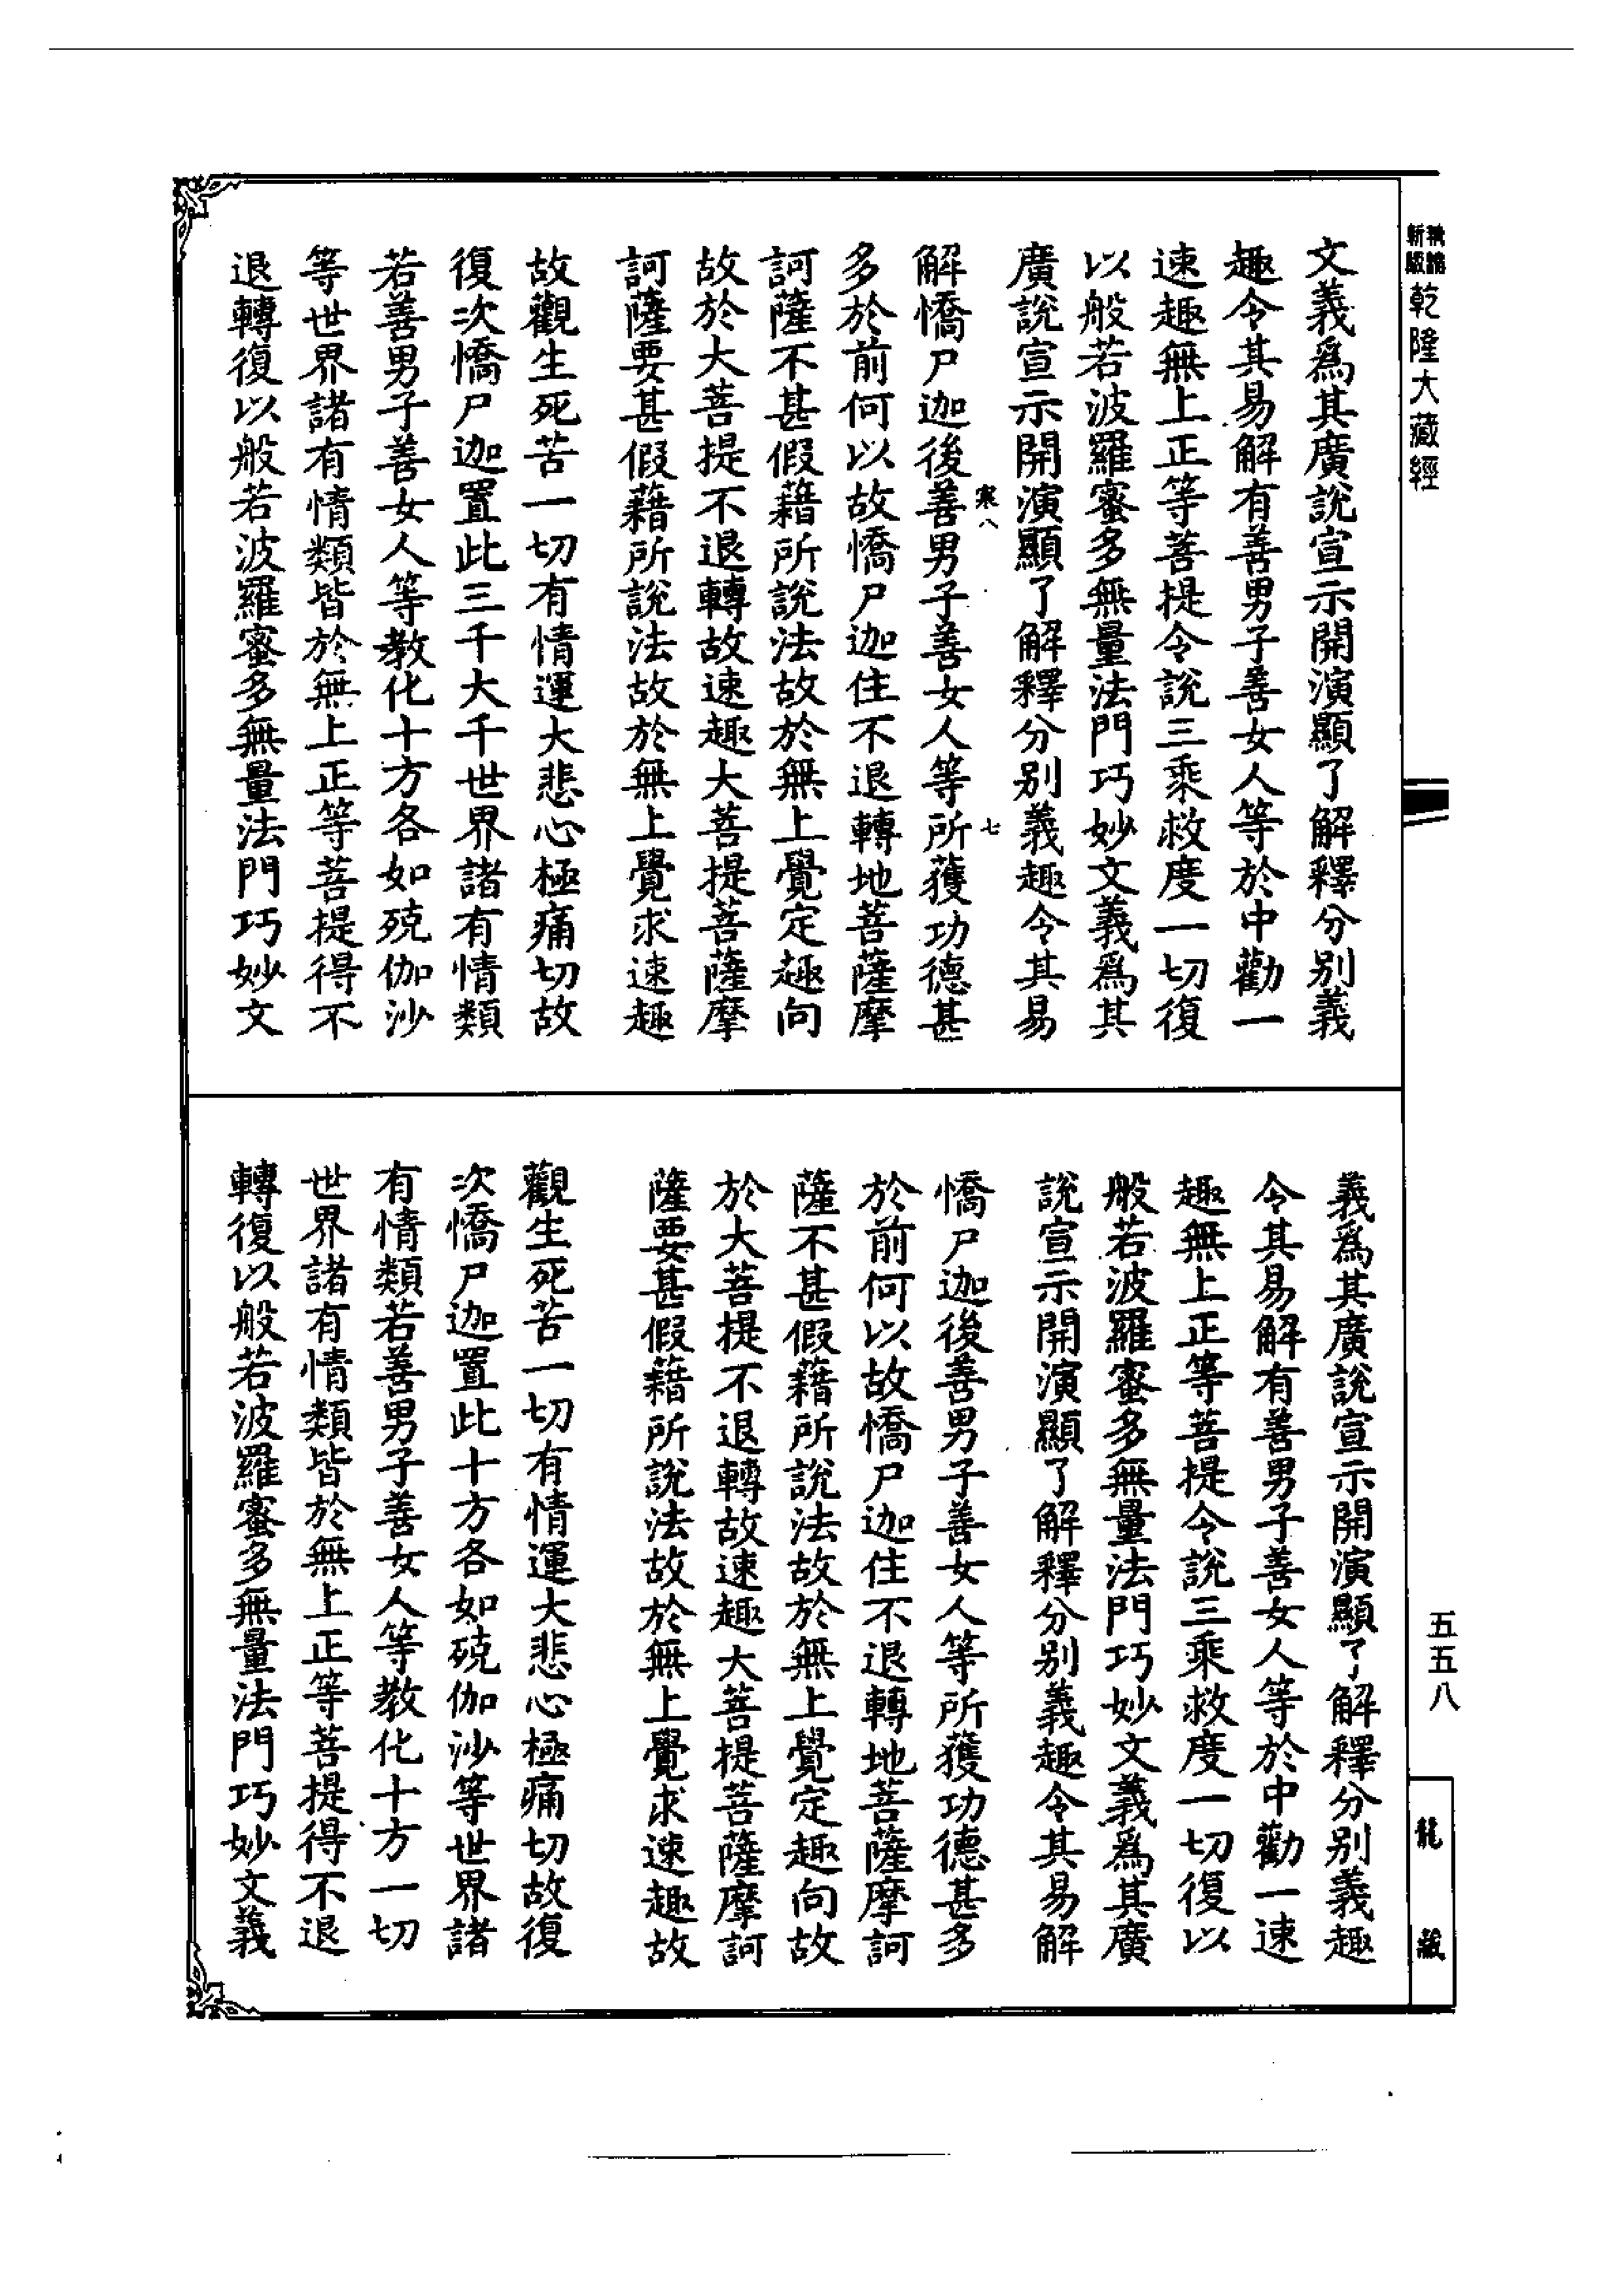 乾隆大藏經
文義爲其廣說宣示開演顯了解釋分別義
趣令其易解有善男子善女人等於中勸一
速趣無上正等菩提令說三乘救度一切復
以般若波羅蜜多無量法門巧妙文義爲其
廣說宣示開演顯了解釋分別義趣令其易
寒八 七
解憍尸迦後善男子善女人等所獲功德甚
多於前何以故憍尸迦住不退轉地菩薩摩
訶薩不甚假藉所說法故於無上覺定趣向
故於大菩提不退轉故速趣大菩提菩薩摩
訶薩要甚假藉所說法故於無上覺求速趣
故觀生死苦一切有情運大悲心極痛切故
復次憍尸迦置此三千大千世界諸有情類
若善男子善女人等教化十方各如殑伽沙
等世界諸有情類皆於無上正等菩提得不
退轉復以般若波羅蜜多無量法門巧妙文
義爲其廣說宣示開演顯了解釋分別義趣
令其易解有善男子善女人等於中勸一速
趣無上正等菩提令說三乘救度一切復以
般若波羅蜜多無量法門巧妙文義爲其廣
說宣示開演顯了解釋分別義趣令其易解
憍尸迦後善男子善女人等所獲功德甚多
於前何以故憍尸迦住不退轉地菩薩摩訶
薩不甚假藉所說法故於無上覺定趣向故
於大菩提不退轉故速趣大菩提菩薩摩訶
薩要甚假藉所說法故於無上覺求速趣故
觀生死苦一切有情運大悲心極痛切故復
次憍尸迦置此十方各如殑伽沙等世界諸
有情類若善男子善女人等教化十方一切
世界諸有情類皆於無上正等菩提得不退
轉復以般若波羅蜜多無量法門巧妙文義
五五八